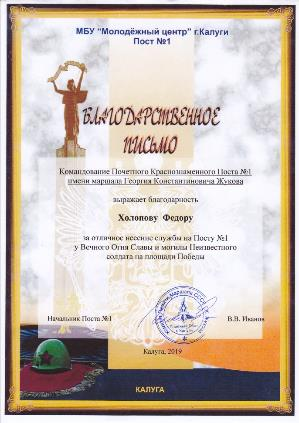 МБУ "Молодёжный центр" г.Калуги
Пост №1
БЛАГОДАРСТВЕННОЕ
ПИСЬМО
Командование Почетного Краснознаменного Поста №1
имени маршала Георгия Константиновича Жукова
выражает благодарность
Холопову Федору
за отличное несение службы на Посту №1
у Вечного Огня Славы и могилы Неизвестного
солдата на площади Победы
Начальник Поста №1
В.В. Иванов
Калуга, 2019
КАЛУГА